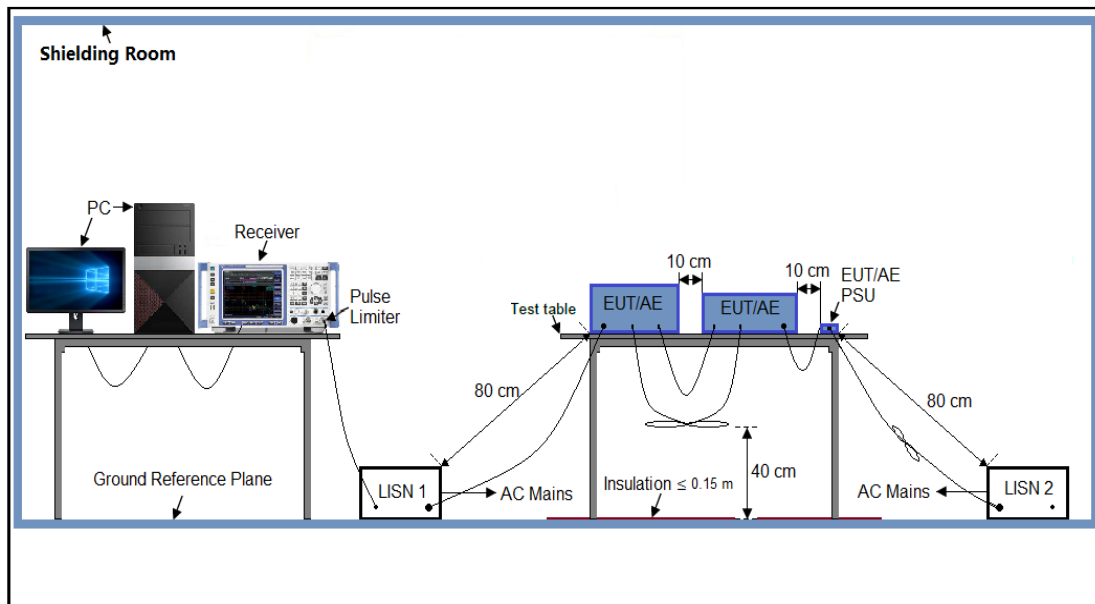 Shielding Room
PC
Receiver
Pulse
Limiter
Test table
EUT/AE
10 cm
EUT/AE
10 cm
EUT/AE
PSU
80 cm
80 cm
40 cm
Ground Reference Plane
LISN 1
AC Mains
Insulation ≤ 0.15 m
AC Mains
LISN 2